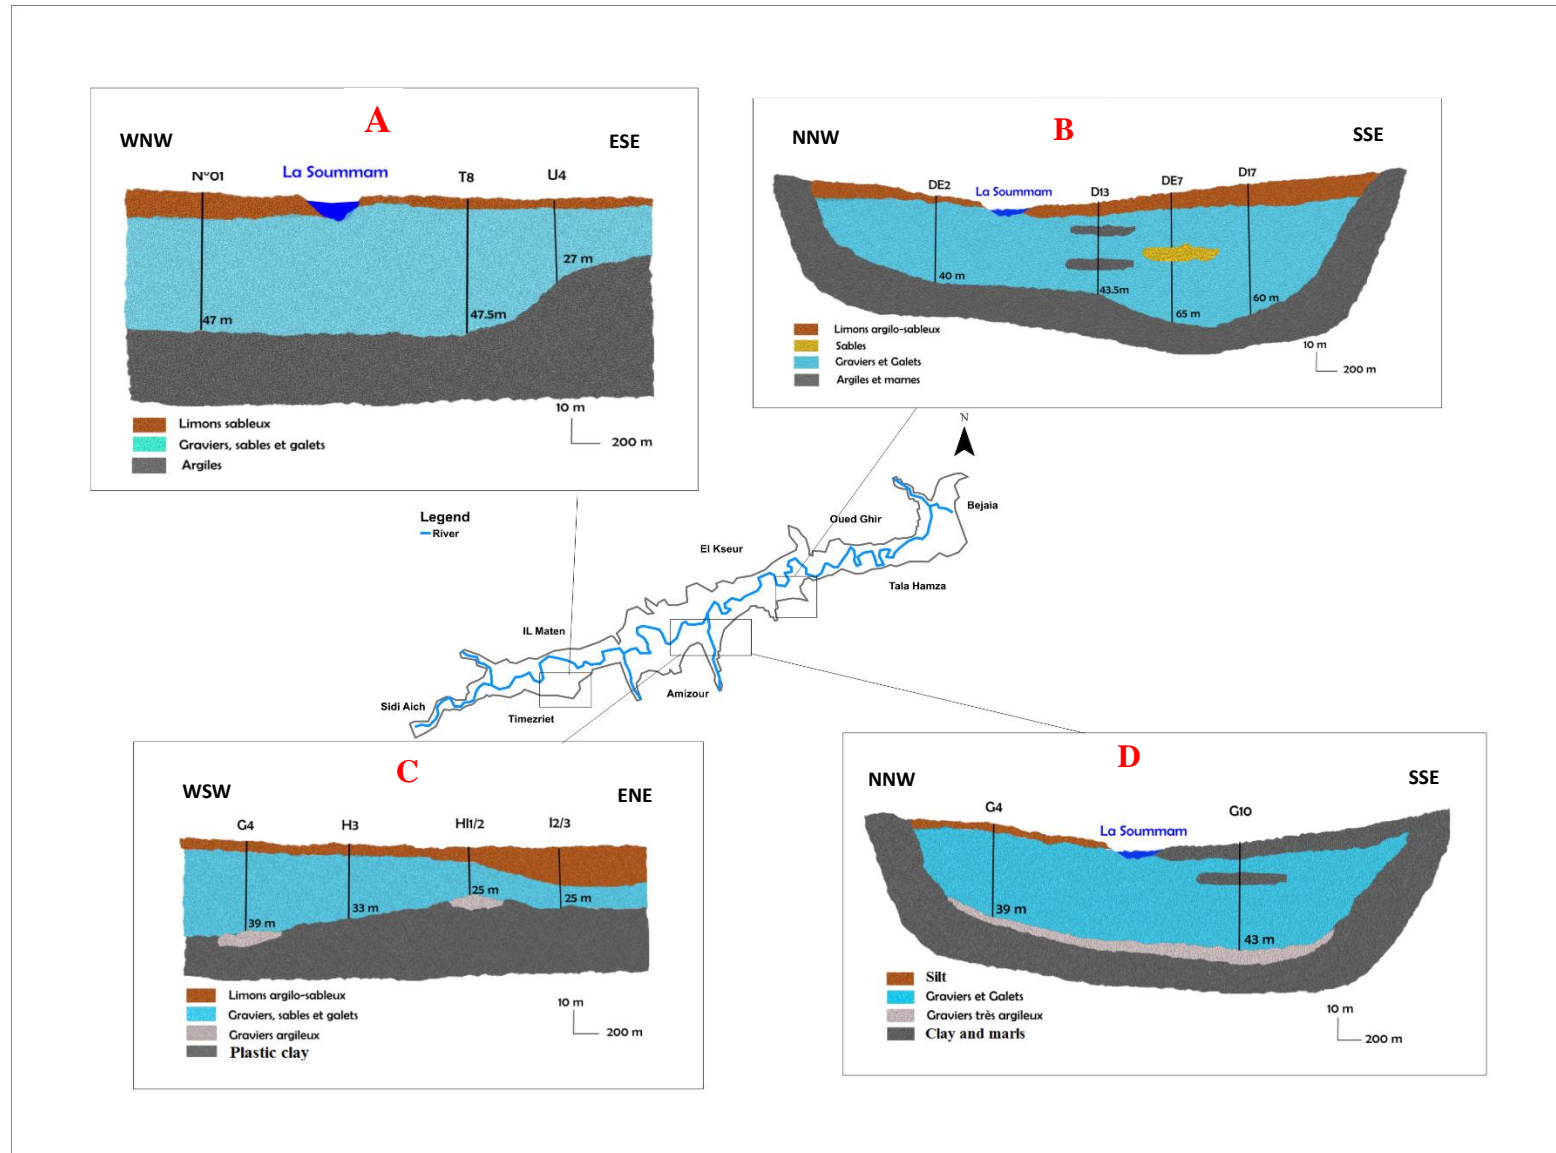 A
WNW
ESE
N°01
La Soummam
T8
U4
27 m
47 m
47.5m
10 m
200 m
Limons sableux
Graviers, sables et galets
Argiles
B
NNW
SSE
DE2
La Soummam
D13
DE7
D17
40 m
43.5m
65 m
60 m
10 m
200 m
Limons argilo-sableux
Sables
Graviers et Galets
Argiles et marnes
N
Legend
River
Bejaia
Oued Ghir
El Kseur
Tala Hamza
IL Maten
Amizour
Sidi Aich
Timezriet
C
WSW
ENE
G4
H3
HI1/2
I2/3
39 m
33 m
25 m
25 m
10 m
200 m
Limons argilo-sableux
Graviers, sables et galets
Graviers argileux
Plastic clay
D
NNW
SSE
G4
La Soummam
G10
39 m
43 m
10 m
200 m
Silt
Graviers et Galets
Graviers très argileux
Clay and marls